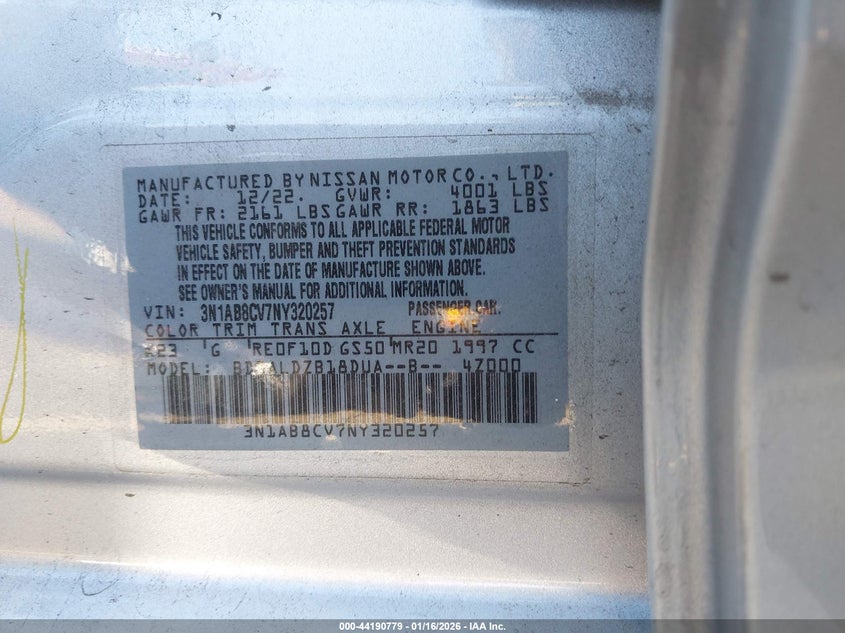 MANUFACTURED BY NISSAN MOTOR CO., LTD.
DATE: 12/22. GVWR: 4001 LBS
GAWR FR: 2161 LBS GAWR RR: 1863 LBS
THIS VEHICLE CONFORMS TO ALL APPLICABLE FEDERAL MOTOR
VEHICLE SAFETY, BUMPER AND THEFT PREVENTION STANDARDS
IN EFFECT ON THE DATE OF MANUFACTURE SHOWN ABOVE.
SEE OWNER'S MANUAL FOR ADDITIONAL INFORMATION.
VIN: 3N1AB8CV7NY320257 PASSENGER CAR.
COLOR TRIM TRANS AXLE ENGINE
G RE0F10D GS50 MR20 1997 CC
MODEL: 4Z000
3N1AB8CV7NY320257
000-44190779 - 01/16/2026 - IAA Inc.